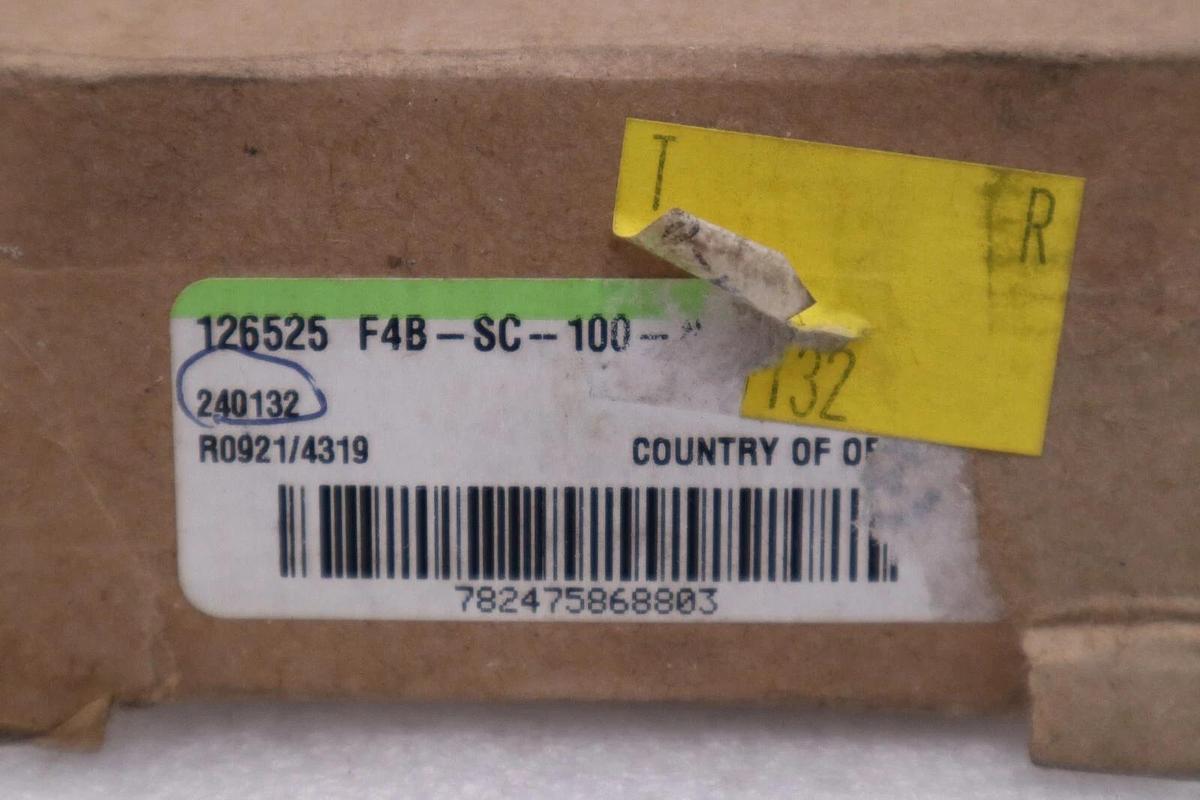 T R
126525 F4B-SC-100-
132
240132
R0921/4319
COUNTRY OF
782475868803